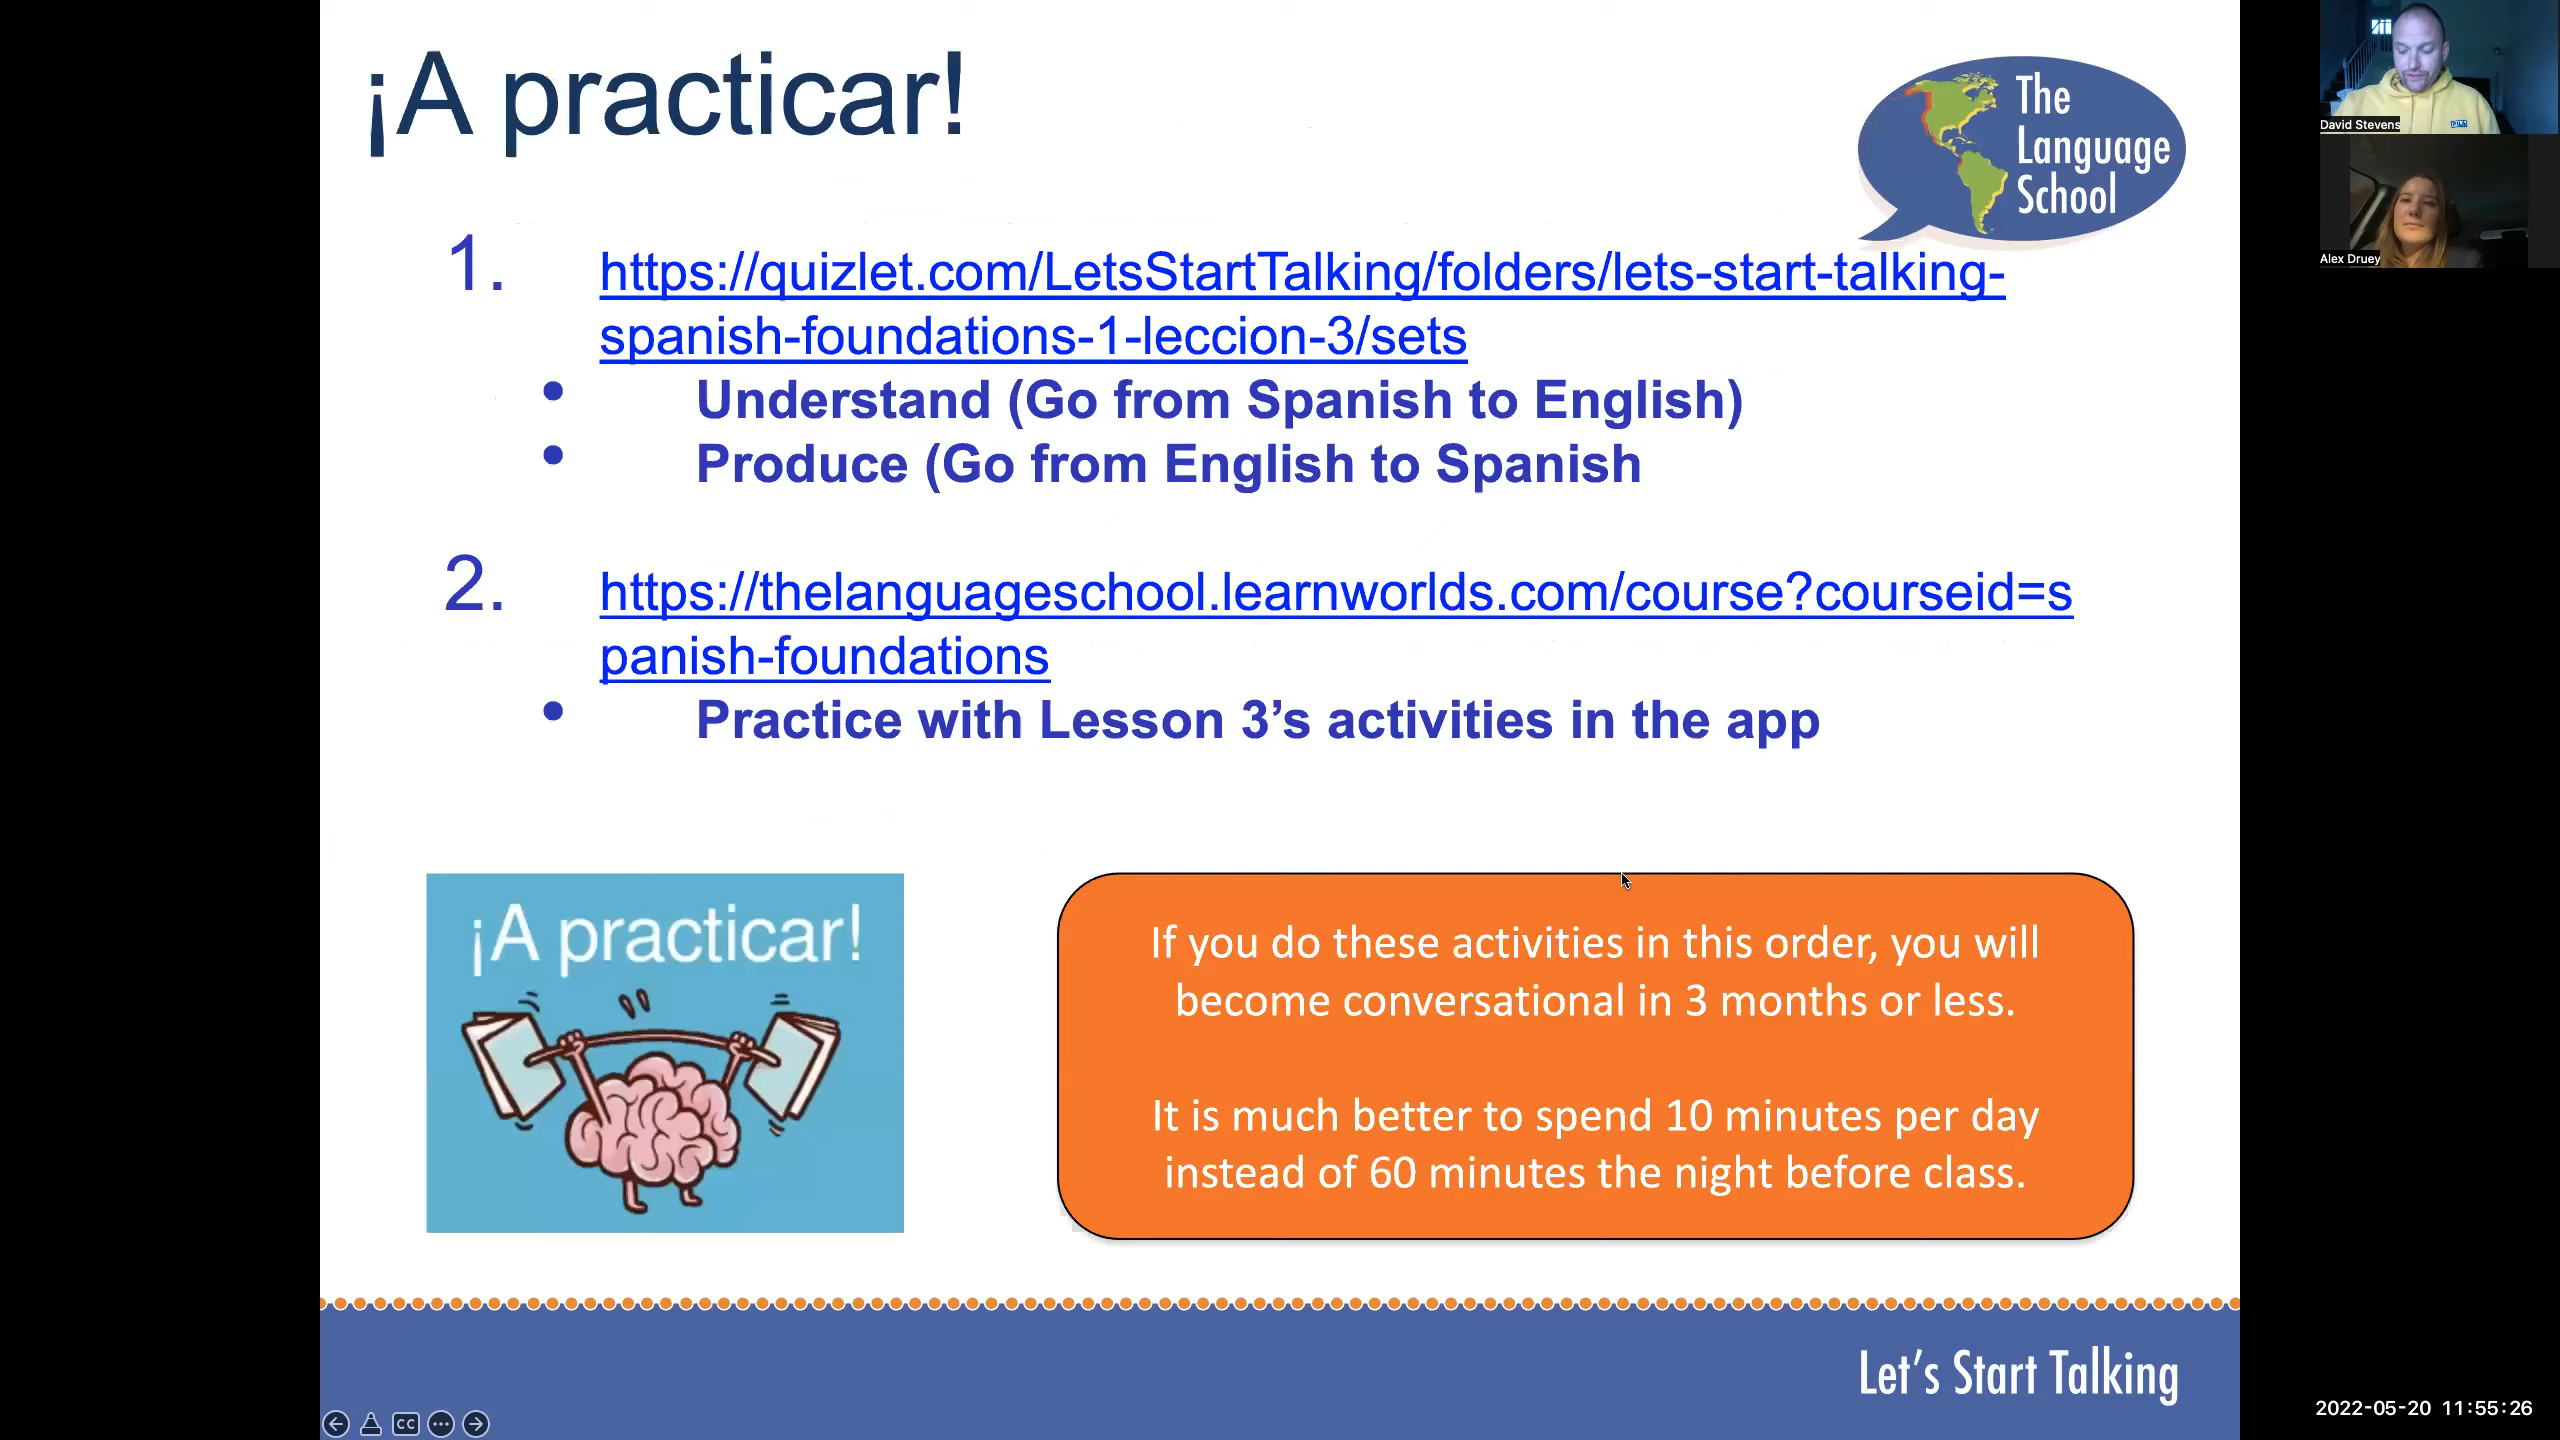 ¡A practicar!
The
Language
School
1. https://quizlet.com/LetsStartTalking/folders/lets-start-talking-
spanish-foundations-1-leccion-3/sets
• Understand (Go from Spanish to English)
• Produce (Go from English to Spanish
2. https://thelanguageschool.learnworlds.com/course?courseid=s
panish-foundations
• Practice with Lesson 3’s activities in the app
¡A practicar!
If you do these activities in this order, you will
become conversational in 3 months or less.
It is much better to spend 10 minutes per day
instead of 60 minutes the night before class.
Let’s Start Talking
CC
David Stevens
FILA
Alex Druey
2022-05-20 11:55:26